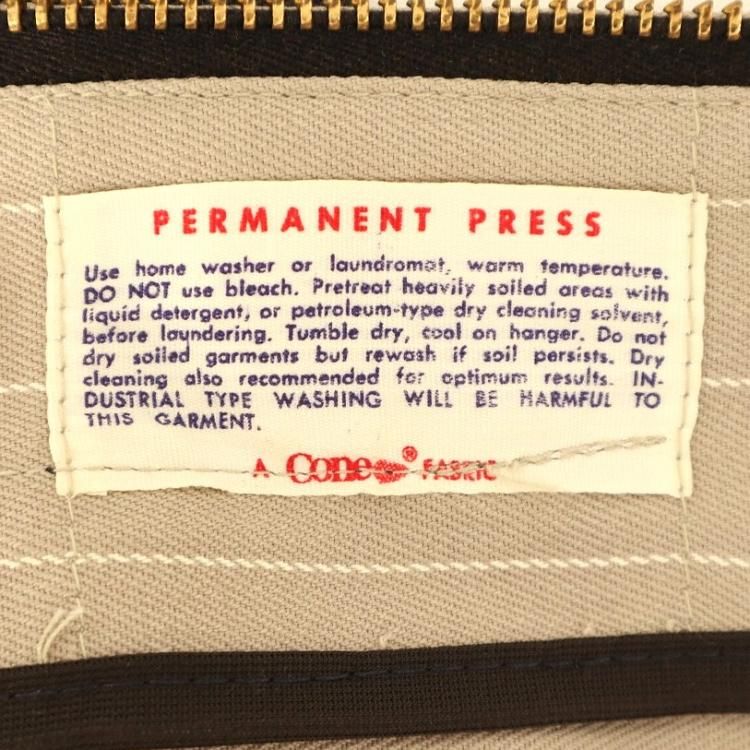 PERMANENT PRESS
Use home washer or laundromat, warm temperature.
DO NOT use bleach. Pretreat heavily soiled areas with
liquid detergent, or petroleum-type dry cleaning solvent,
before laundering. Tumble dry, cool on hanger. Do not
dry soiled garments but rewash if soil persists. Dry
cleaning also recommended for optimum results. IN-
DUSTRIAL TYPE WASHING WILL BE HARMFUL TO
THIS GARMENT.
A Cone® FABRIC